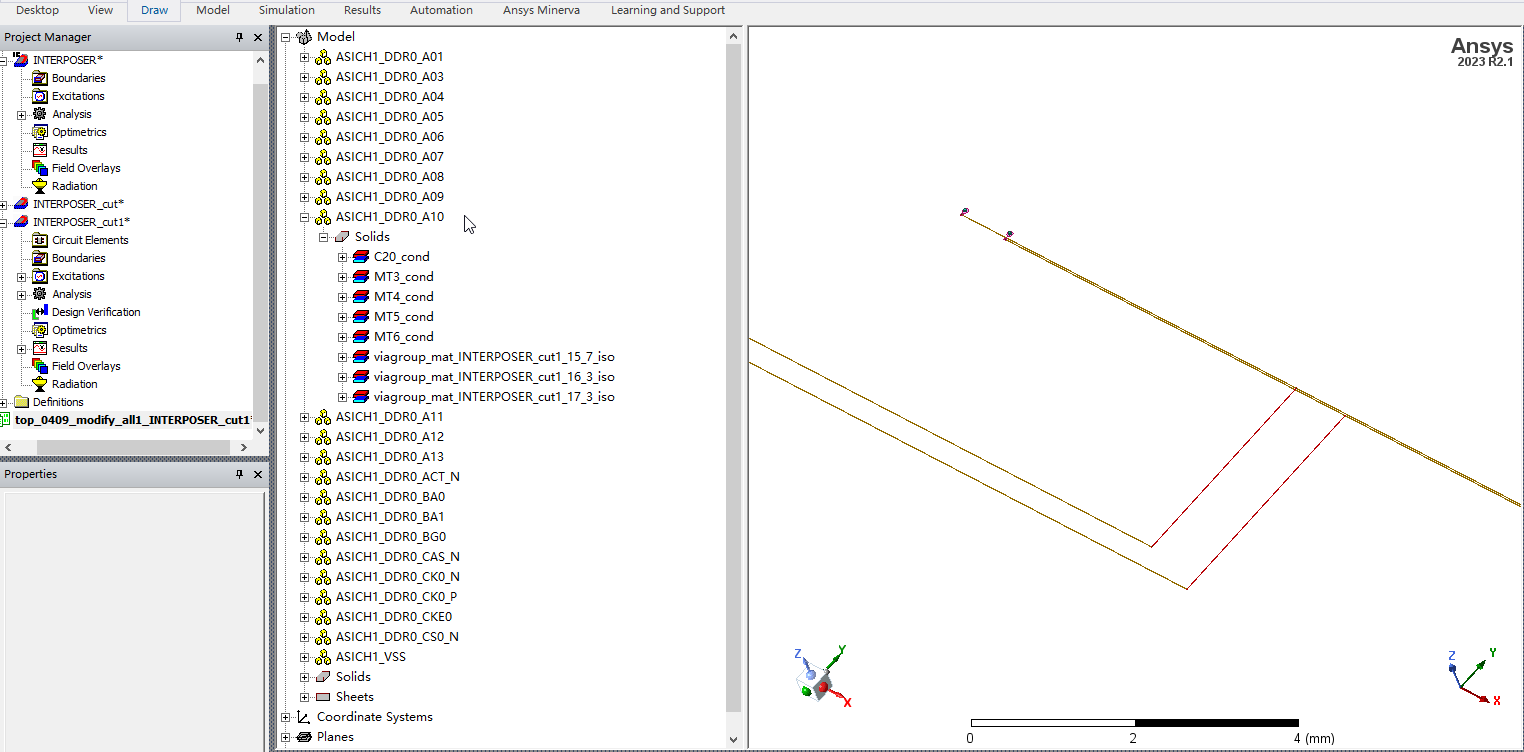 Desktop View Draw Model Simulation Results Automation Ansys Minerva Learning and Support
Project Manager
INTERPOSER*
Boundaries
Excitations
Analysis
Optimetrics
Results
Field Overlays
Radiation
INTERPOSER_cut*
INTERPOSER_cut1*
Circuit Elements
Boundaries
Excitations
Analysis
Design Verification
Optimetrics
Results
Field Overlays
Radiation
Definitions
top_0409_modify_all1_INTERPOSER_cut1*
Properties
Model
ASICH1_DDR0_A01
ASICH1_DDR0_A03
ASICH1_DDR0_A04
ASICH1_DDR0_A05
ASICH1_DDR0_A06
ASICH1_DDR0_A07
ASICH1_DDR0_A08
ASICH1_DDR0_A09
ASICH1_DDR0_A10
Solids
C20_cond
MT3_cond
MT4_cond
MT5_cond
MT6_cond
viagroup_mat_INTERPOSER_cut1_15_7_iso
viagroup_mat_INTERPOSER_cut1_16_3_iso
viagroup_mat_INTERPOSER_cut1_17_3_iso
ASICH1_DDR0_A11
ASICH1_DDR0_A12
ASICH1_DDR0_A13
ASICH1_DDR0_ACT_N
ASICH1_DDR0_BA0
ASICH1_DDR0_BA1
ASICH1_DDR0_BG0
ASICH1_DDR0_CAS_N
ASICH1_DDR0_CK0_N
ASICH1_DDR0_CK0_P
ASICH1_DDR0_CKE0
ASICH1_DDR0_CS0_N
ASICH1_VSS
Solids
Sheets
Coordinate Systems
Planes
Ansys
2023 R2.1
Z Y X
Z Y X
0 2 4 (mm)